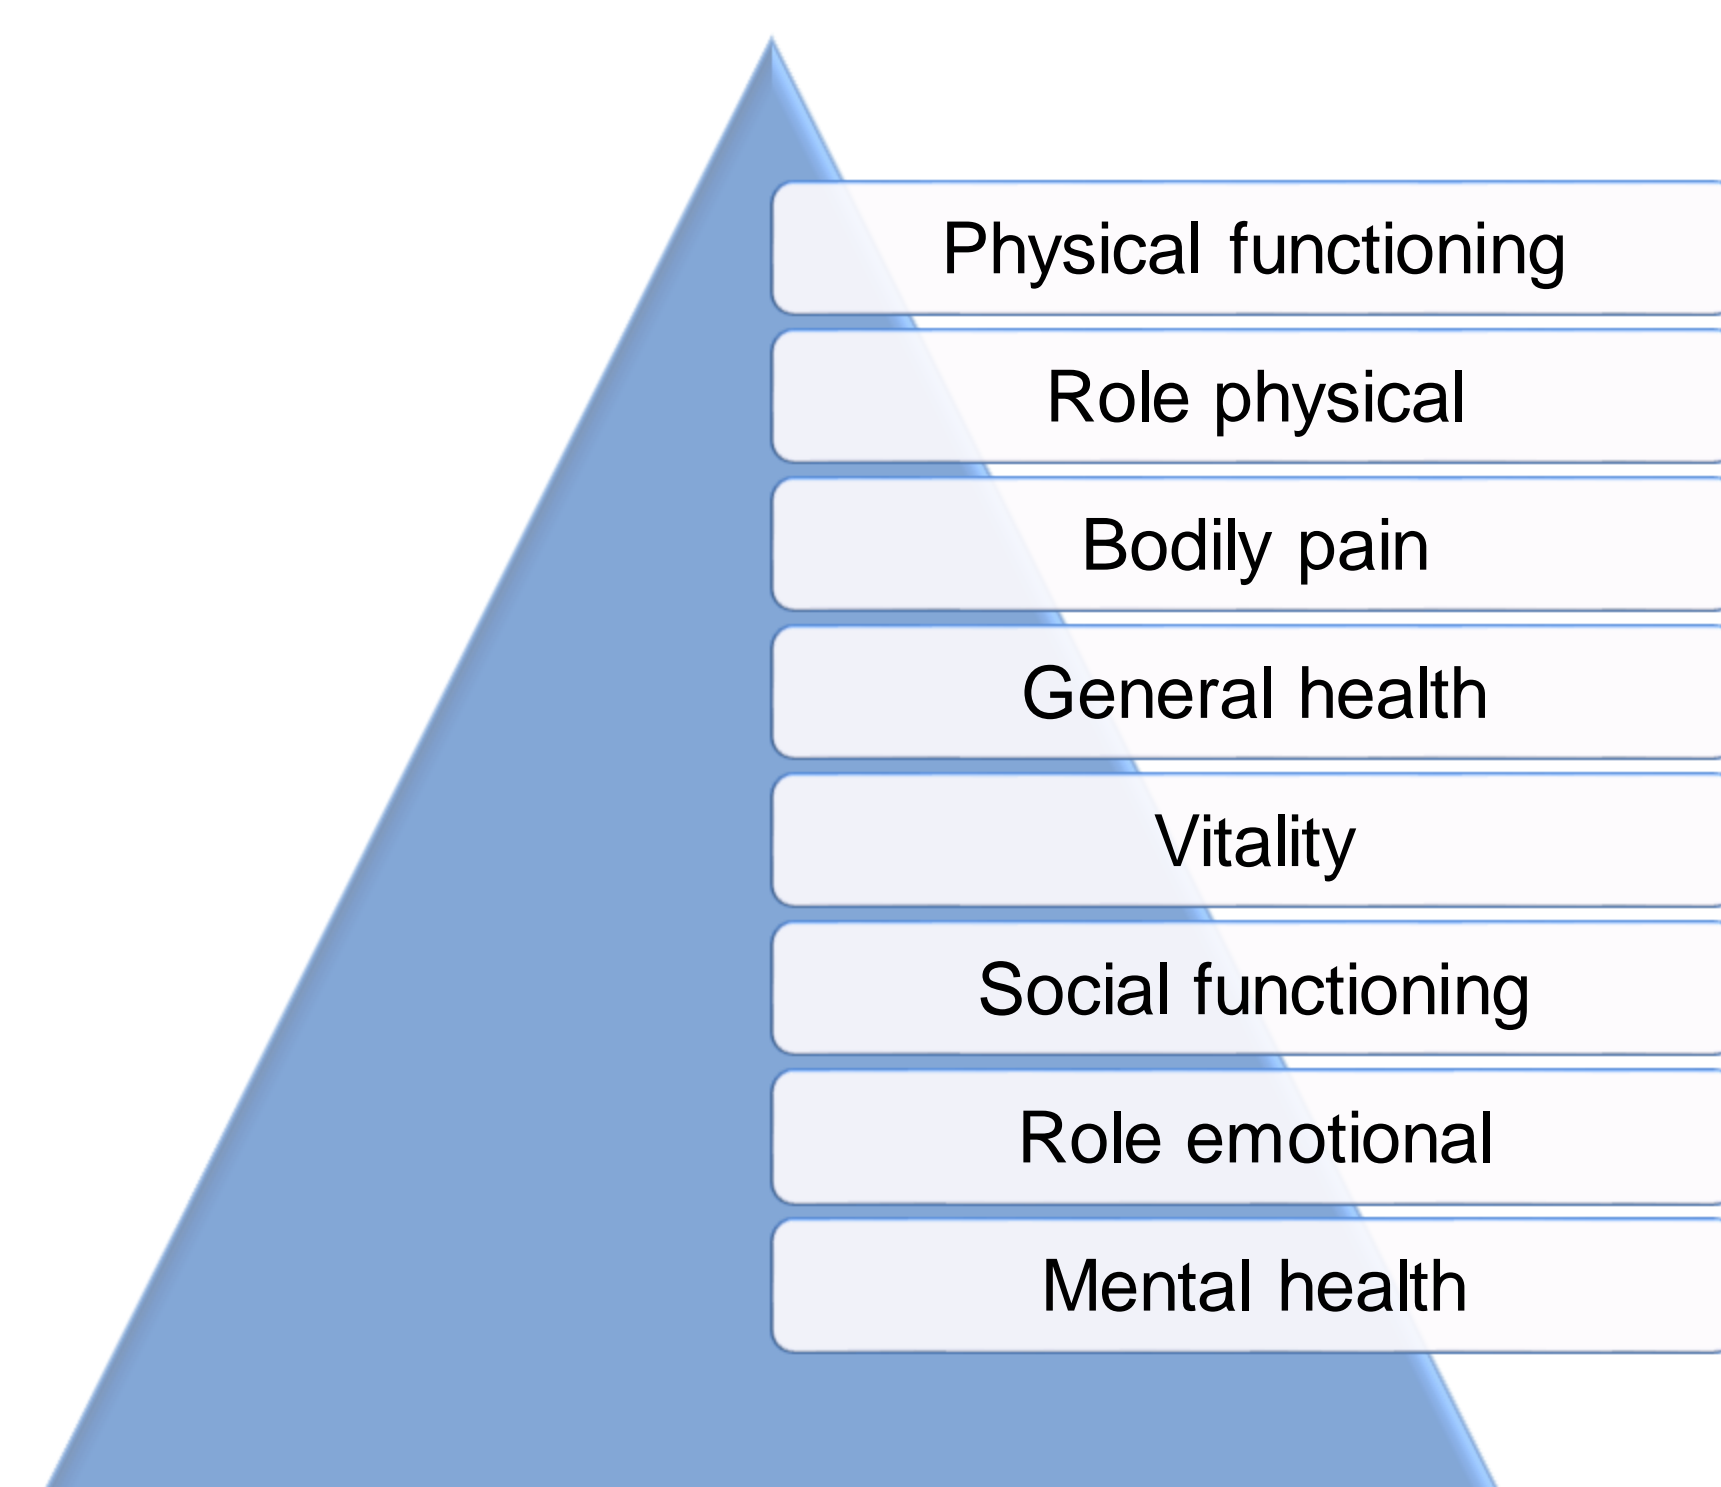 Physical functioning
Role physical
Bodily pain
General health
Vitality
Social functioning
Role emotional
Mental health